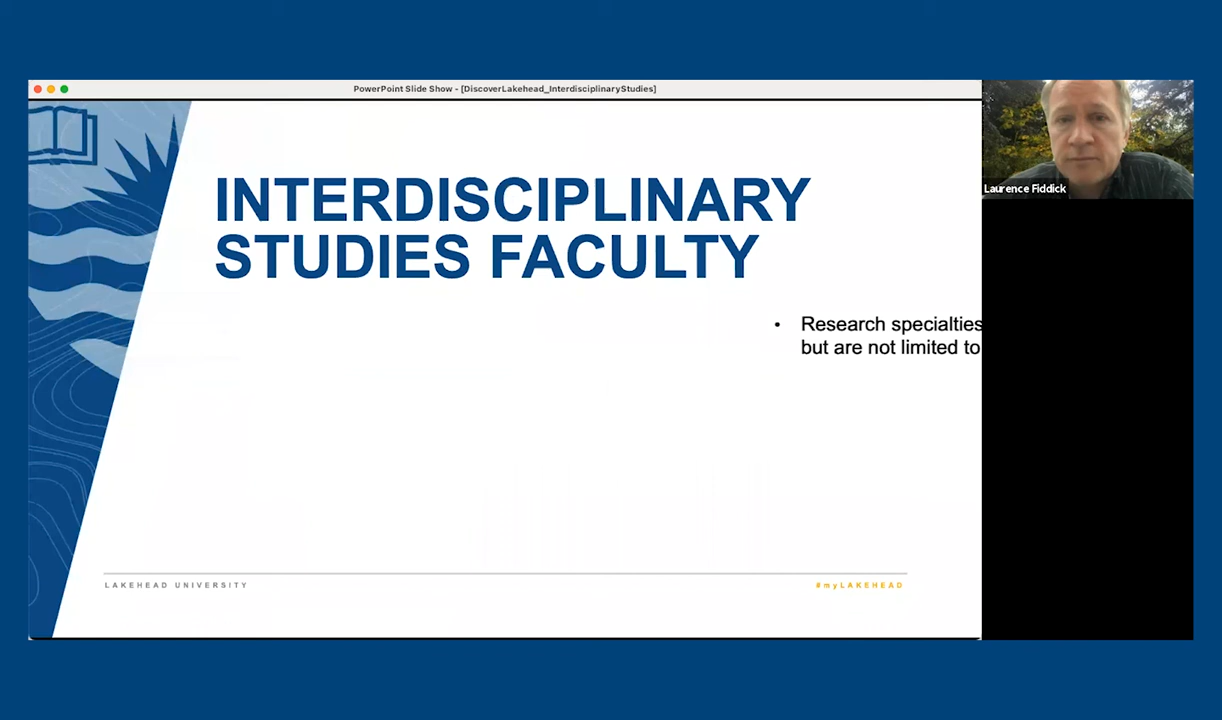 PowerPoint Slide Show - [DiscoverLakehead_InterdisciplinaryStudies]
Laurence Fiddick
INTERDISCIPLINARY
STUDIES FACULTY
• Research specialties
but are not limited to
LAKEHEAD UNIVERSITY
#myLAKEHEAD